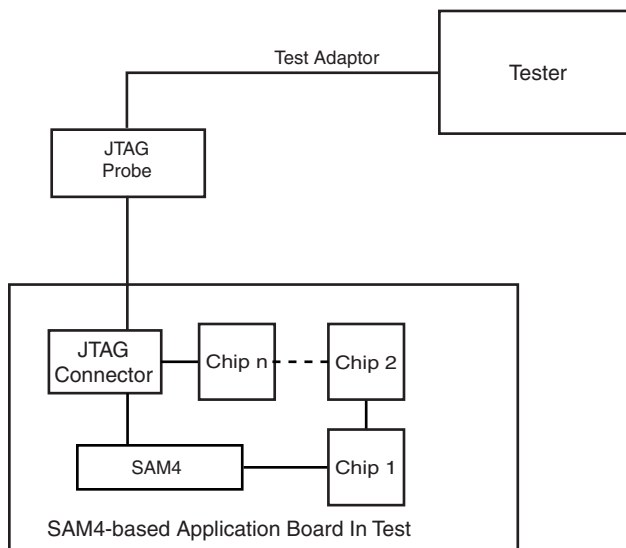 Test Adaptor
Tester
JTAG
Probe
JTAG
Connector
Chip n
Chip 2
SAM4
Chip 1
SAM4-based Application Board In Test